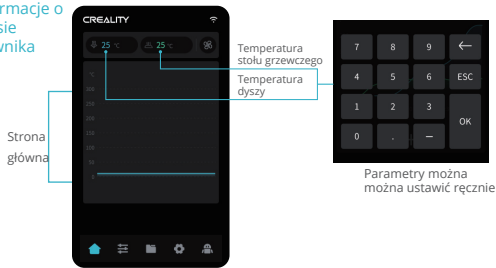 rmacje o
sie
wnika
CREALITY
25 °C
25 °C
°C
300
250
200
150
100
50
0
Temperatura
stołu grzewczego
Temperatura
dyszy
Strona
główna
7 8 9 ←
4 5 6 ESC
1 2 3
OK
0 . –
Parametry można
można ustawić ręcznie